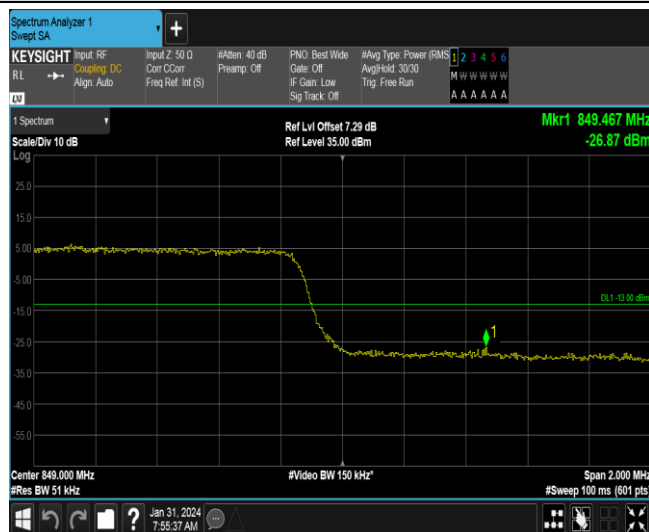 Spectrum Analyzer 1
Swept SA
+
KEYSIGHT
RL
LXI
Input: RF
Coupling: DC
Align: Auto
Input Z: 50 Ω
Corr CCorr
Freq Ref: Int (S)
#Atten: 40 dB
Preamp: Off
PNO: Best Wide
Gate: Off
IF Gain: Low
Sig Track: Off
#Avg Type: Power (RMS
Avg|Hold: 30/30
Trig: Free Run
1 2 3 4 5 6
M W W W W W
A A A A A A
1 Spectrum
Scale/Div 10 dB
Ref Lvl Offset 7.29 dB
Ref Level 35.00 dBm
Mkr1 849.467 MHz
-26.87 dBm
Log
25.0
15.0
5.00
-5.00
DL1 -13.00 dBm
-15.0
1
-25.0
-35.0
-45.0
-55.0
Center 849.000 MHz
#Video BW 150 kHz*
Span 2.000 MHz
#Res BW 51 kHz
#Sweep 100 ms (601 pts)
?
Jan 31, 2024
7:55:37 AM